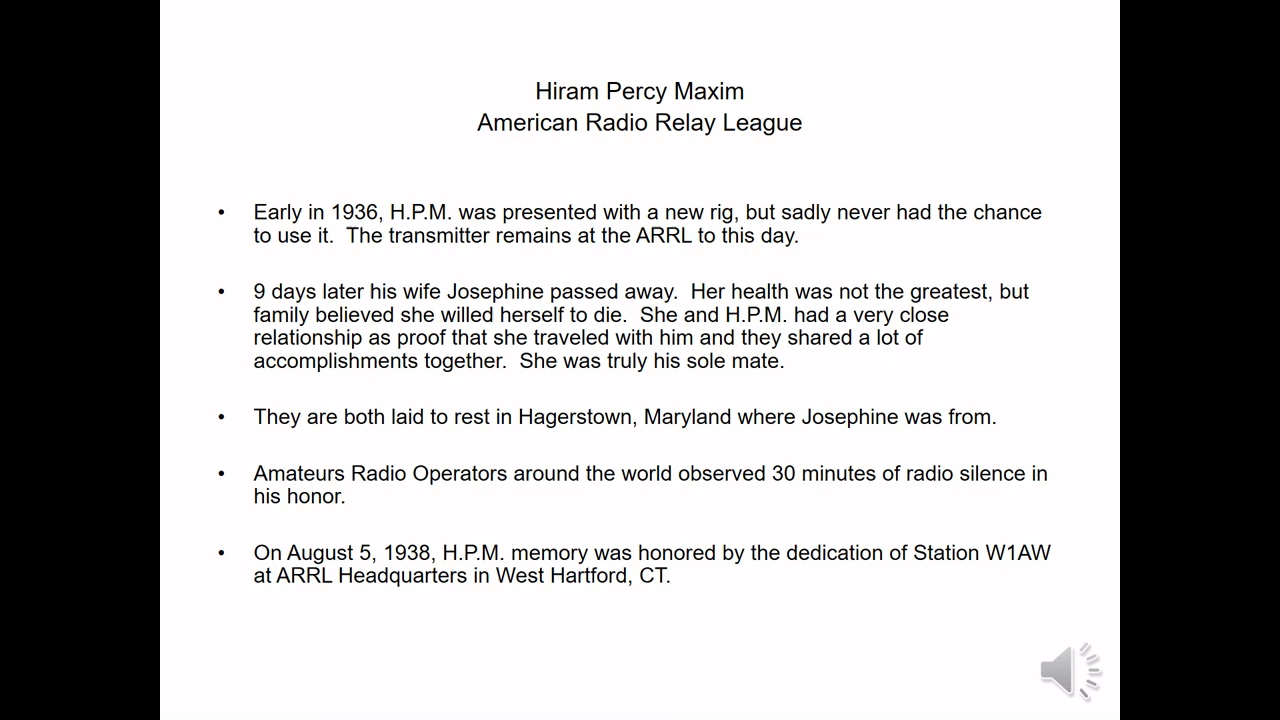 Hiram Percy Maxim
American Radio Relay League
• Early in 1936, H.P.M. was presented with a new rig, but sadly never had the chance
to use it.  The transmitter remains at the ARRL to this day.
• 9 days later his wife Josephine passed away.  Her health was not the greatest, but
family believed she willed herself to die.  She and H.P.M. had a very close
relationship as proof that she traveled with him and they shared a lot of
accomplishments together.  She was truly his sole mate.
• They are both laid to rest in Hagerstown, Maryland where Josephine was from.
• Amateurs Radio Operators around the world observed 30 minutes of radio silence in
his honor.
• On August 5, 1938, H.P.M. memory was honored by the dedication of Station W1AW
at ARRL Headquarters in West Hartford, CT.